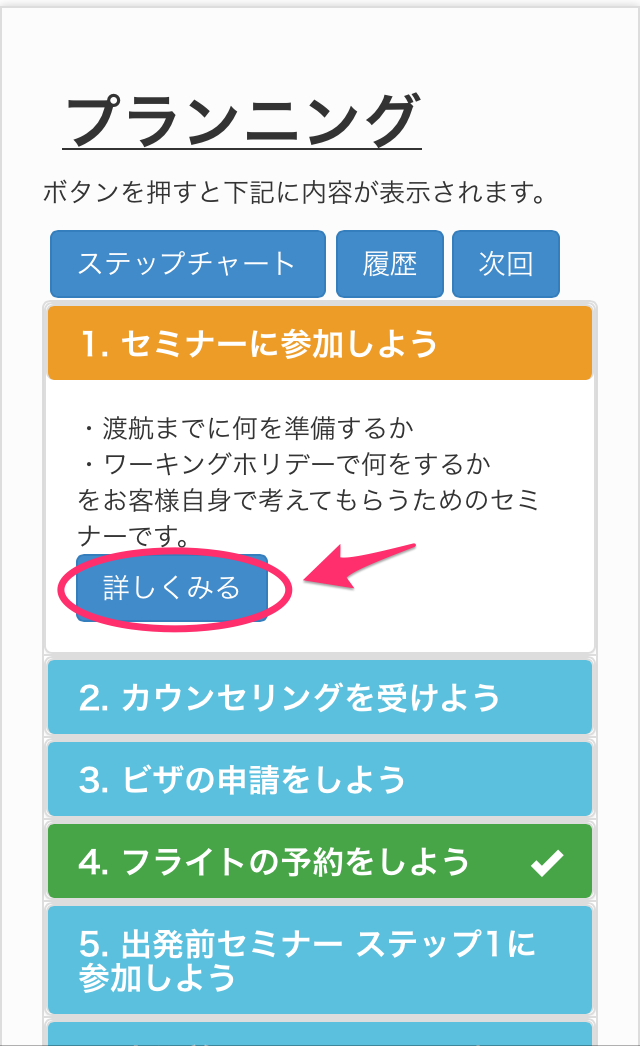 プランニング
ボタンを押すと下記に内容が表示されます。
ステップチャート 履歴 次回
1. セミナーに参加しよう
・渡航までに何を準備するか
・ワーキングホリデーで何をするか
をお客様自身で考えてもらうためのセミ
ナーです。
詳しくみる
2. カウンセリングを受けよう
3. ビザの申請をしよう
4. フライトの予約をしよう
5. 出発前セミナー ステップ1に
参加しよう